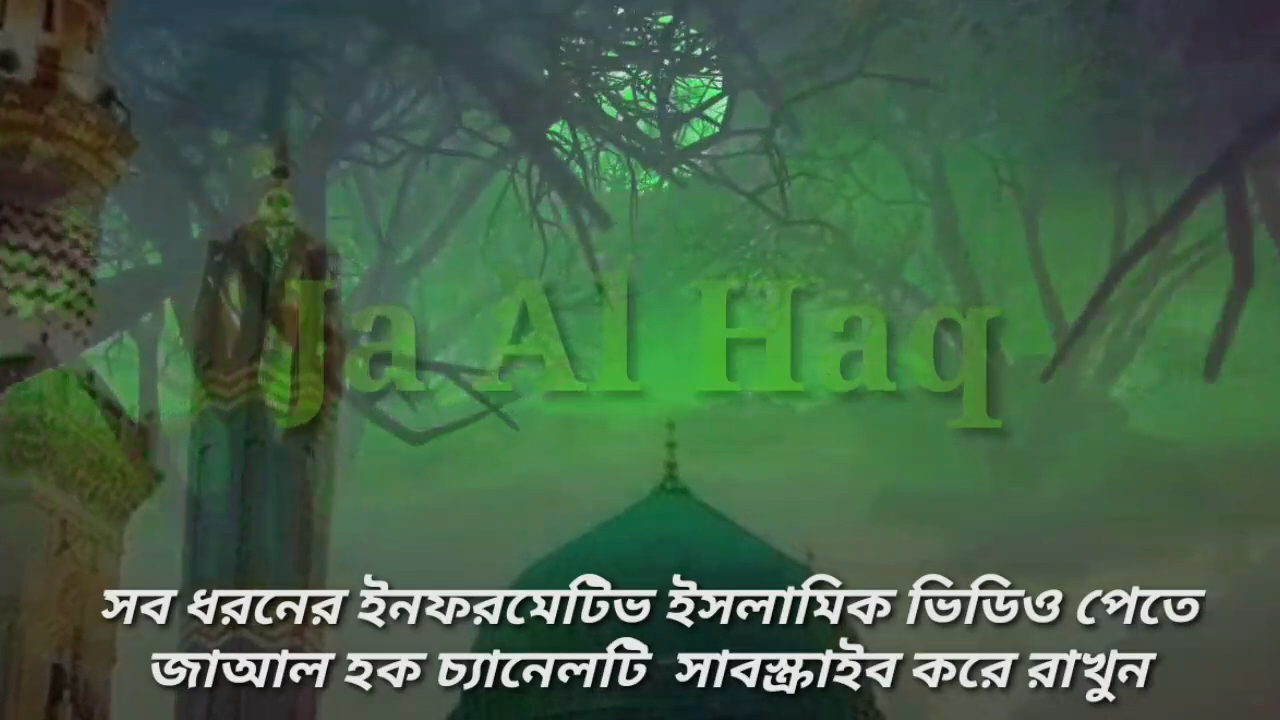 Ja Al Haq
সব ধরনের ইনফরমেটিভ ইসলামিক ভিডিও পেতে
জাআল হক চ্যানেলটি সাবস্ক্রাইব করে রাখুন